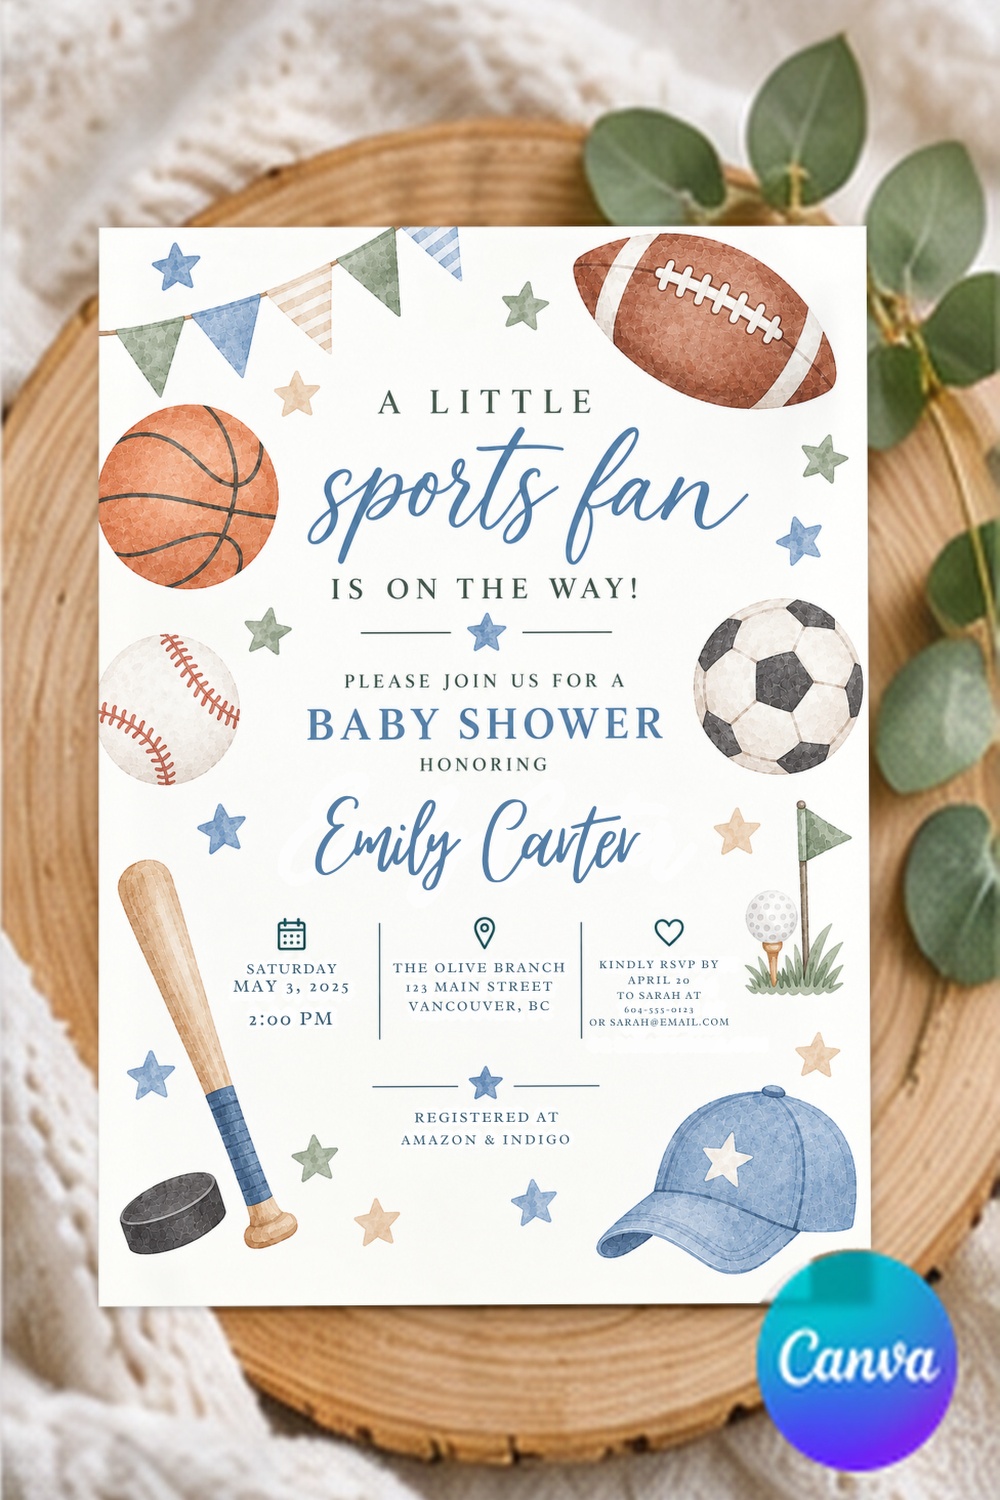 A LITTLE
sports fan
IS ON THE WAY!
PLEASE JOIN US FOR A
BABY SHOWER
HONORING
Emily Carter
SATURDAY
MAY 3, 2025
2:00 PM
THE OLIVE BRANCH
123 MAIN STREET
VANCOUVER, BC
KINDLY RSVP BY
APRIL 20
TO SARAH AT
604-555-0123
OR SARAH@EMAIL.COM
REGISTERED AT
AMAZON & INDIGO
Canva